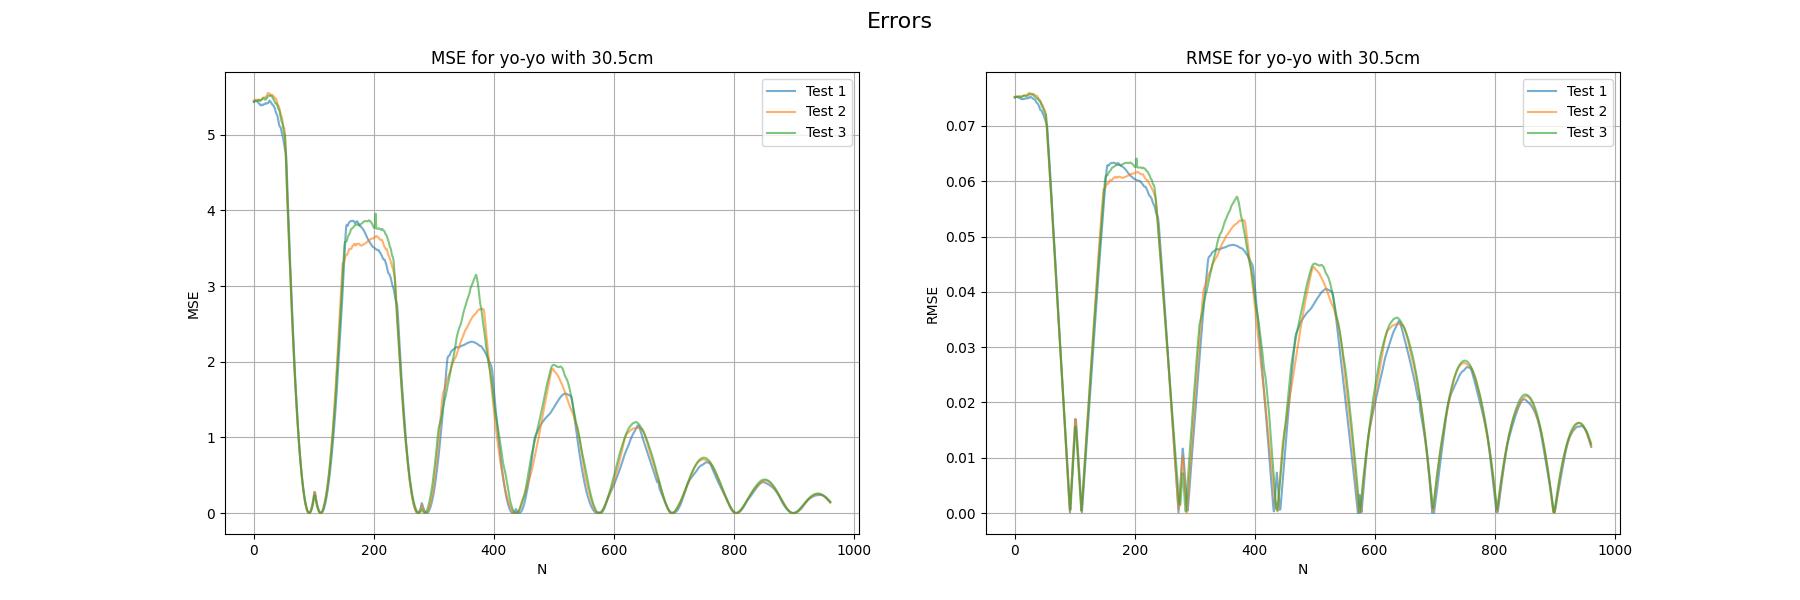 Errors
MSE for yo-yo with 30.5cm
Test 1
Test 2
Test 3
5
4
3
2
1
0
MSE
0 200 400 600 800 1000
N
RMSE for yo-yo with 30.5cm
Test 1
Test 2
Test 3
0.07
0.06
0.05
0.04
0.03
0.02
0.01
0.00
RMSE
0 200 400 600 800 1000
N